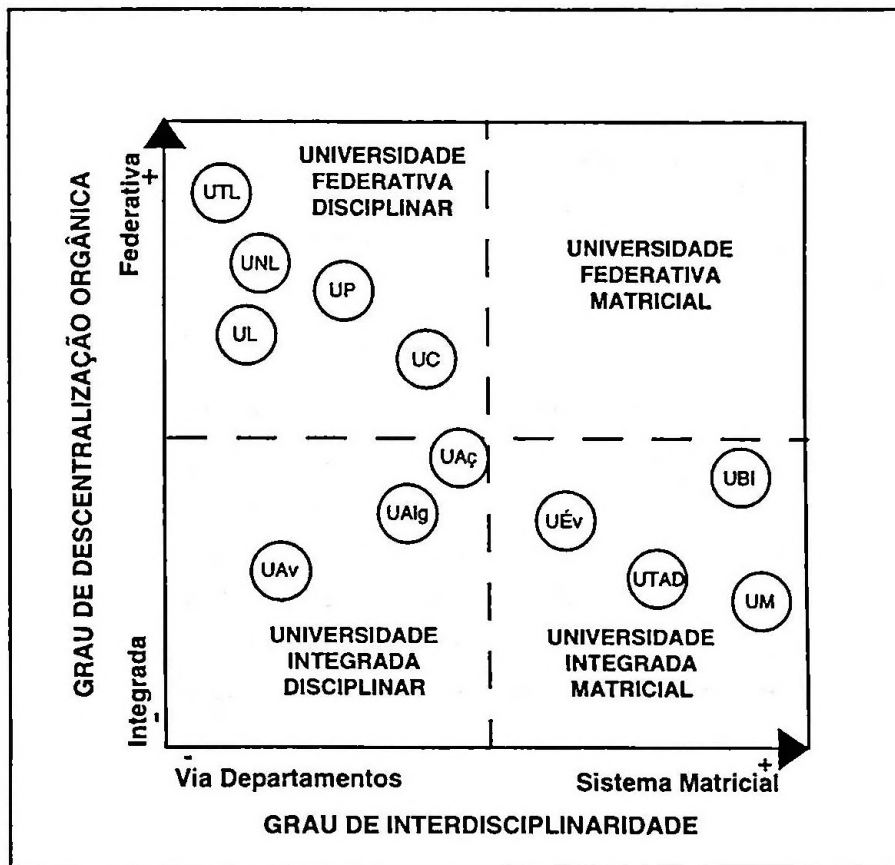 GRAU DE DESCENTRALIZAÇÃO ORGÂNICA
Federativa
+
Integrada
-
UNIVERSIDADE
FEDERATIVA
DISCIPLINAR
UTL
UNL
UP
UL
UC
UNIVERSIDADE
FEDERATIVA
MATRICIAL
UAç
UAlg
UAv
UNIVERSIDADE
INTEGRADA
DISCIPLINAR
UBI
UÉv
UTAD
UM
UNIVERSIDADE
INTEGRADA
MATRICIAL
-
+
Via Departamentos
Sistema Matricial
GRAU DE INTERDISCIPLINARIDADE